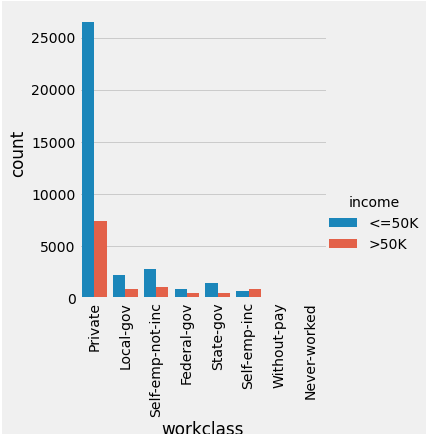 25000
20000
15000
10000
5000
0
count
Private
Local-gov
Self-emp-not-inc
Federal-gov
State-gov
Self-emp-inc
Without-pay
Never-worked
workclass
income
<=50K
>50K